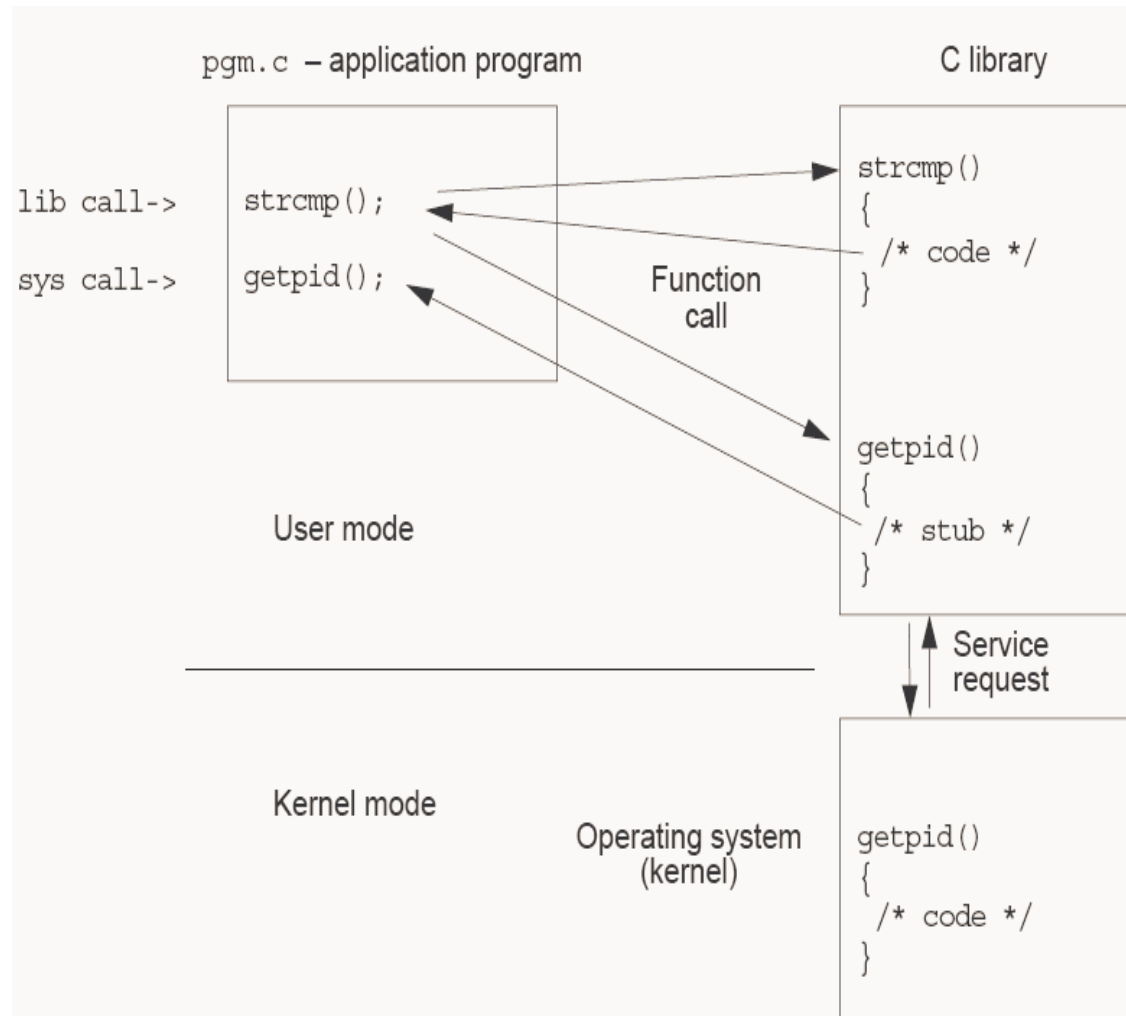 pgm.c – application program
C library
lib call->
strcmp();
sys call->
getpid();
Function
call
strcmp()
{
/* code */
}
getpid()
{
/* stub */
}
User mode
Service
request
Kernel mode
Operating system
(kernel)
getpid()
{
/* code */
}